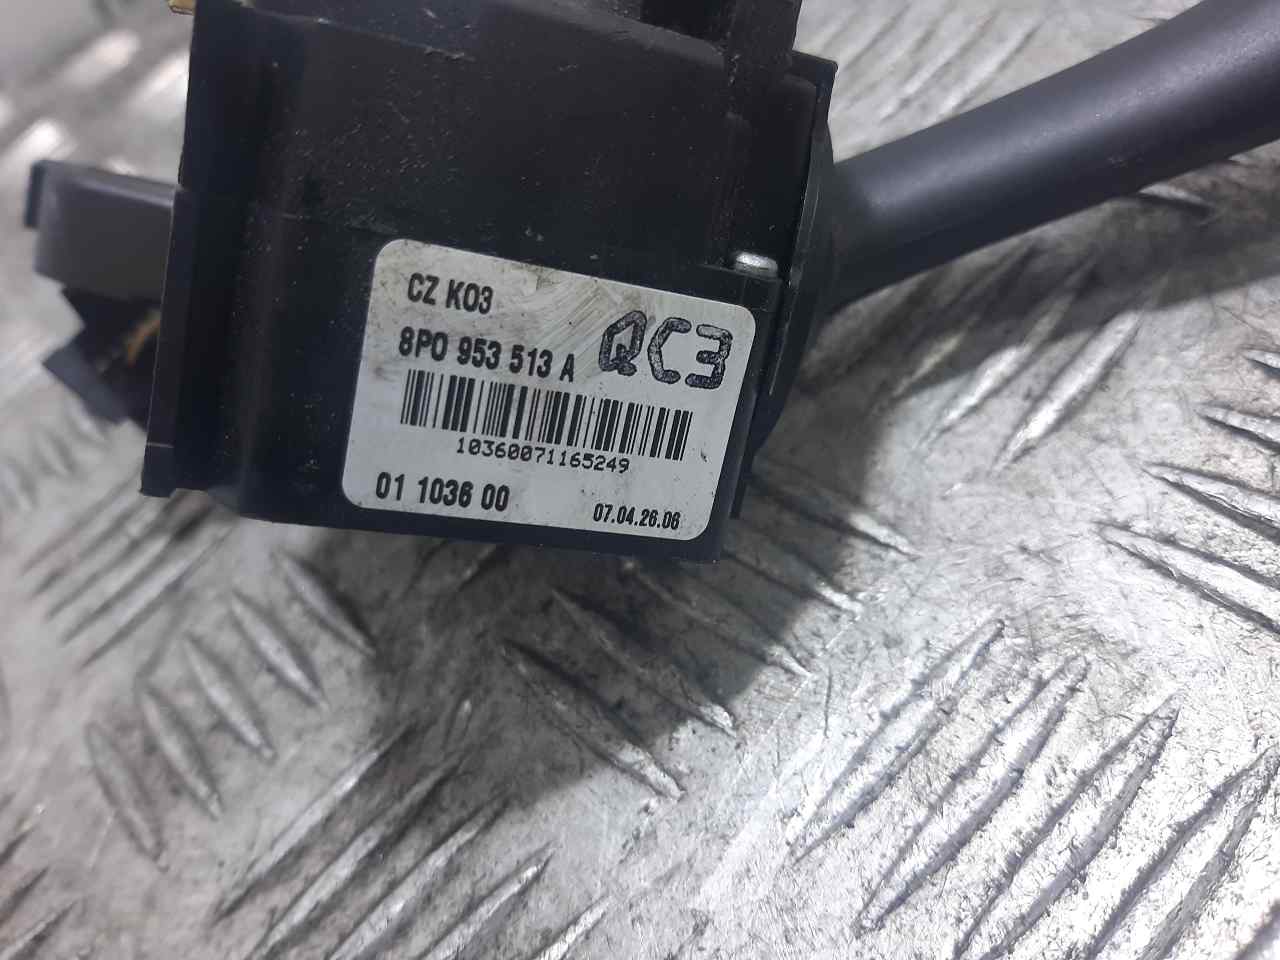 CZ K03
8P0 953 513 A
QC3
10360071165249
01 1036 00
07.04.26.06